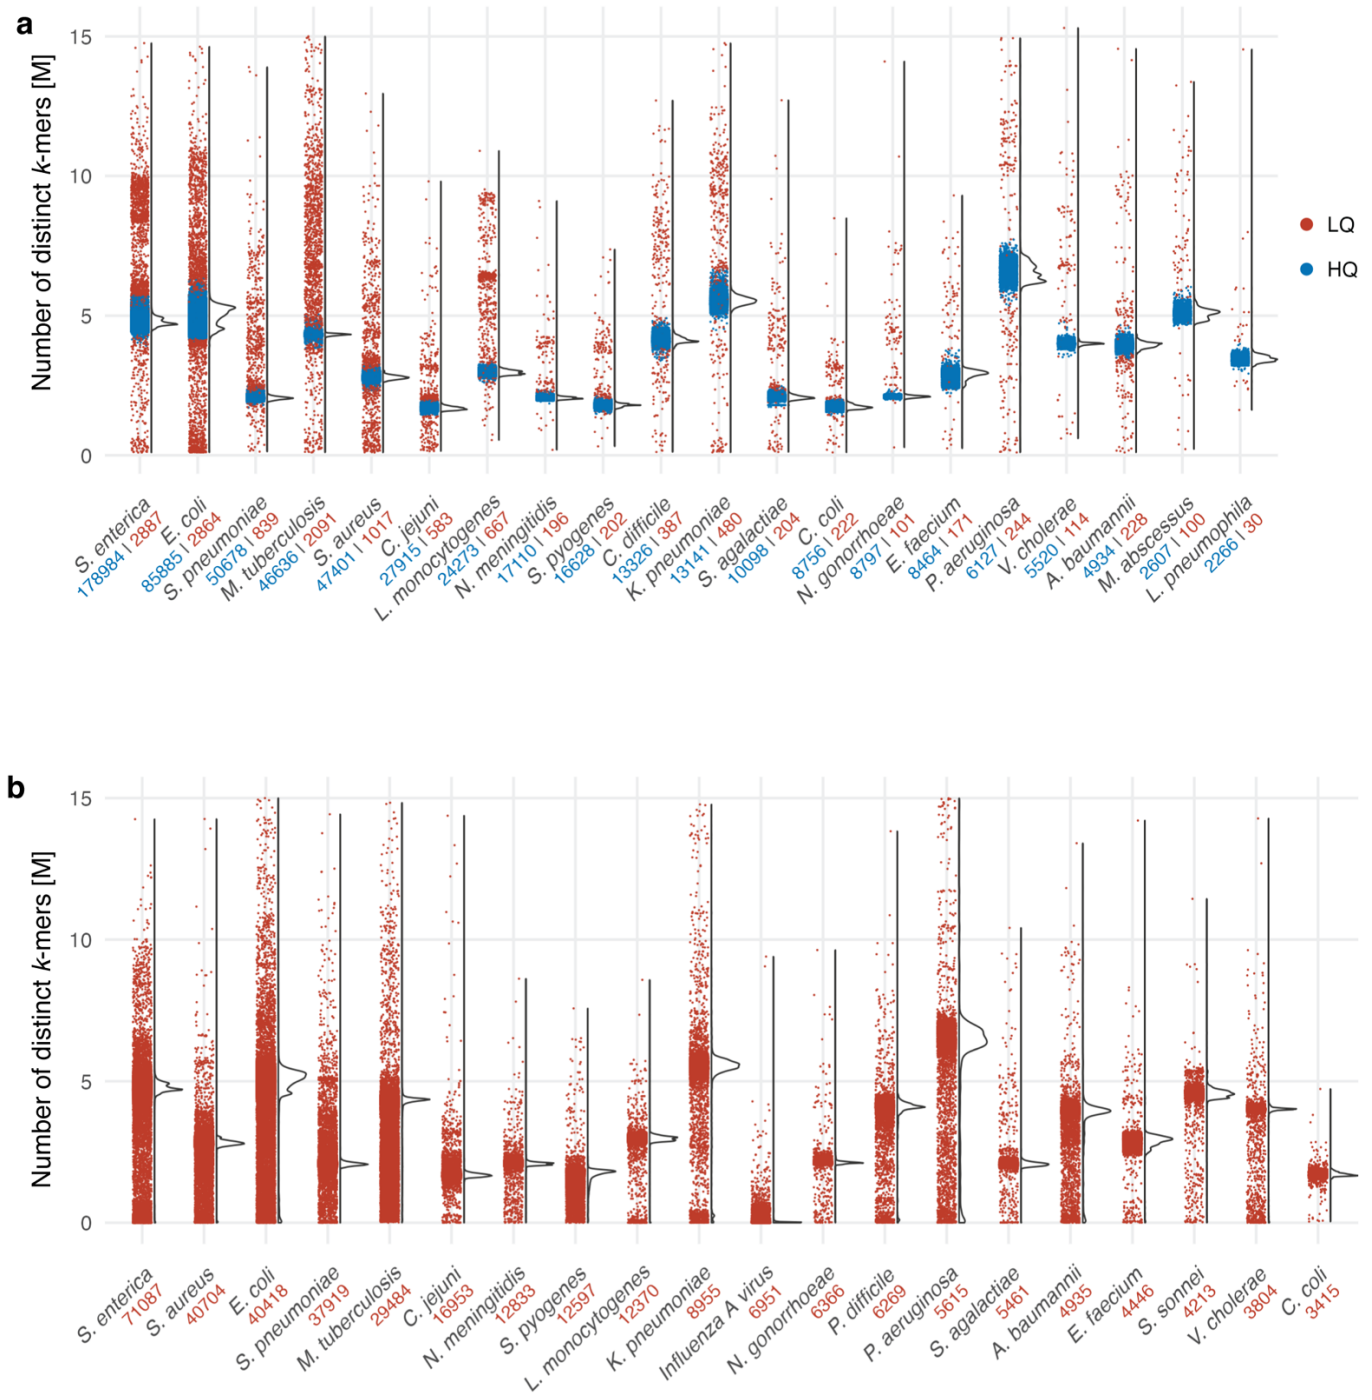 a
Number of distinct k-mers [M]
15
10
5
0
LQ
HQ
S. enterica
178984 | 2887
E. coli
85885 | 2864
S. pneumoniae
50678 | 839
M. tuberculosis
46636 | 2091
S. aureus
47401 | 1017
C. jejuni
27915 | 583
L. monocytogenes
24273 | 667
N. meningitidis
17110 | 196
S. pyogenes
16628 | 202
C. difficile
13326 | 387
K. pneumoniae
13141 | 480
S. agalactiae
10098 | 204
C. coli
8756 | 222
N. gonorrhoeae
8797 | 101
E. faecium
8464 | 171
P. aeruginosa
6127 | 244
V. cholerae
5520 | 114
A. baumannii
4934 | 228
M. abscessus
2607 | 100
L. pneumophila
2266 | 30
b
Number of distinct k-mers [M]
15
10
5
0
S. enterica
71087
S. aureus
40704
E. coli
40418
S. pneumoniae
37919
M. tuberculosis
29484
C. jejuni
16953
N. meningitidis
12833
S. pyogenes
12597
L. monocytogenes
12370
K. pneumoniae
8955
Influenza A virus
6951
N. gonorrhoeae
6366
P. difficile
6269
P. aeruginosa
5615
S. agalactiae
5461
A. baumannii
4935
E. faecium
4446
S. sonnei
4213
V. cholerae
3804
C. coli
3415